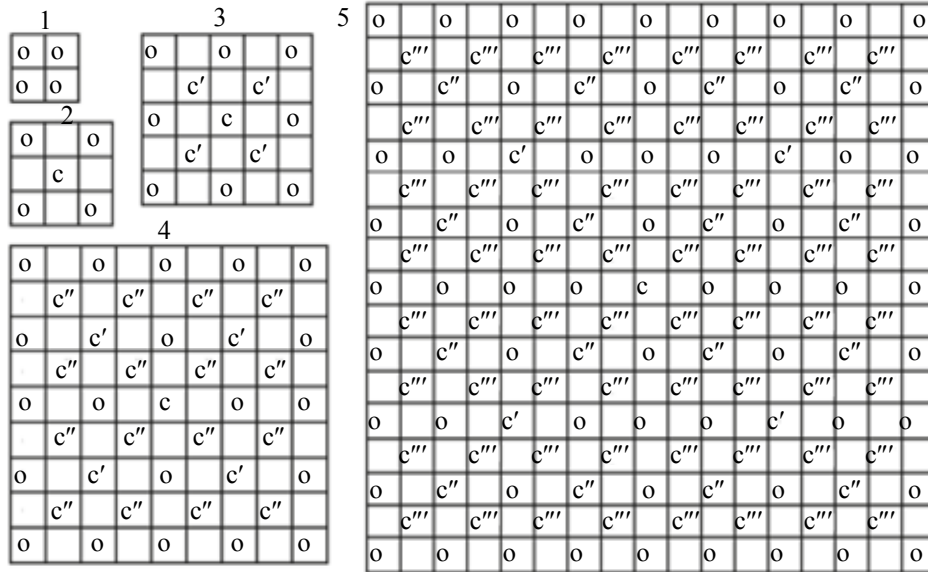 1
o o
o o
2
o o
c
o o
3
o o o
c′ c′
o c o
c′ c′
o o o
4
o o o o o
c″ c″ c″ c″
o c′ o c′ o
c″ c″ c″ c″
o o c o o
c″ c″ c″ c″
o c′ o c′ o
c″ c″ c″ c″
o o o o o
5
o o o o o o o o o
c‴ c‴ c‴ c‴ c‴ c‴ c‴ c‴
o c″ o c″ o c″ o c″ o
c‴ c‴ c‴ c‴ c‴ c‴ c‴ c‴
o o c′ o o o c′ o o
c‴ c‴ c‴ c‴ c‴ c‴ c‴ c‴
o c″ o c″ o c″ o c″ o
c‴ c‴ c‴ c‴ c‴ c‴ c‴ c‴
o o o o c o o o o
c‴ c‴ c‴ c‴ c‴ c‴ c‴ c‴
o c″ o c″ o c″ o c″ o
c‴ c‴ c‴ c‴ c‴ c‴ c‴ c‴
o o c′ o o o c′ o o
c‴ c‴ c‴ c‴ c‴ c‴ c‴ c‴
o c″ o c″ o c″ o c″ o
c‴ c‴ c‴ c‴ c‴ c‴ c‴ c‴
o o o o o o o o o